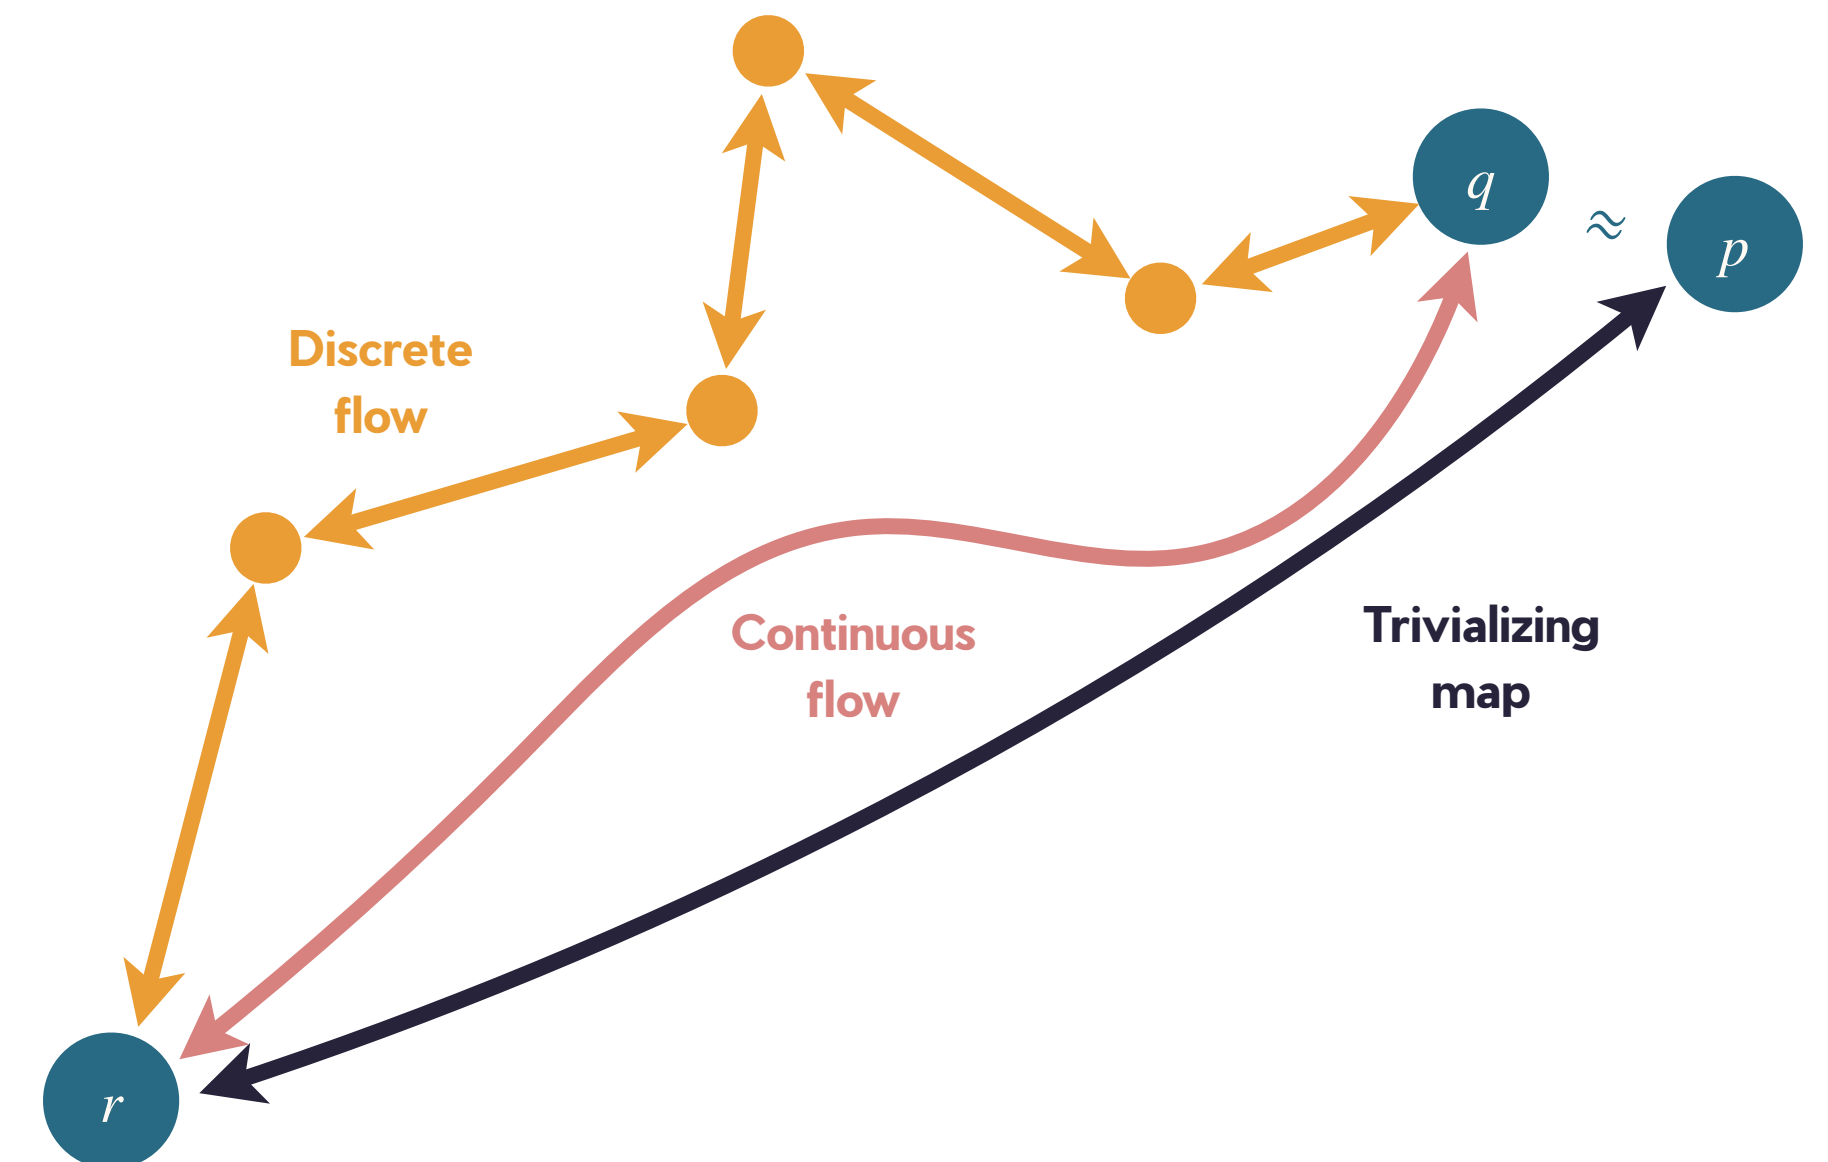 q
≈
p
Discrete
flow
Continuous
flow
Trivializing
map
r